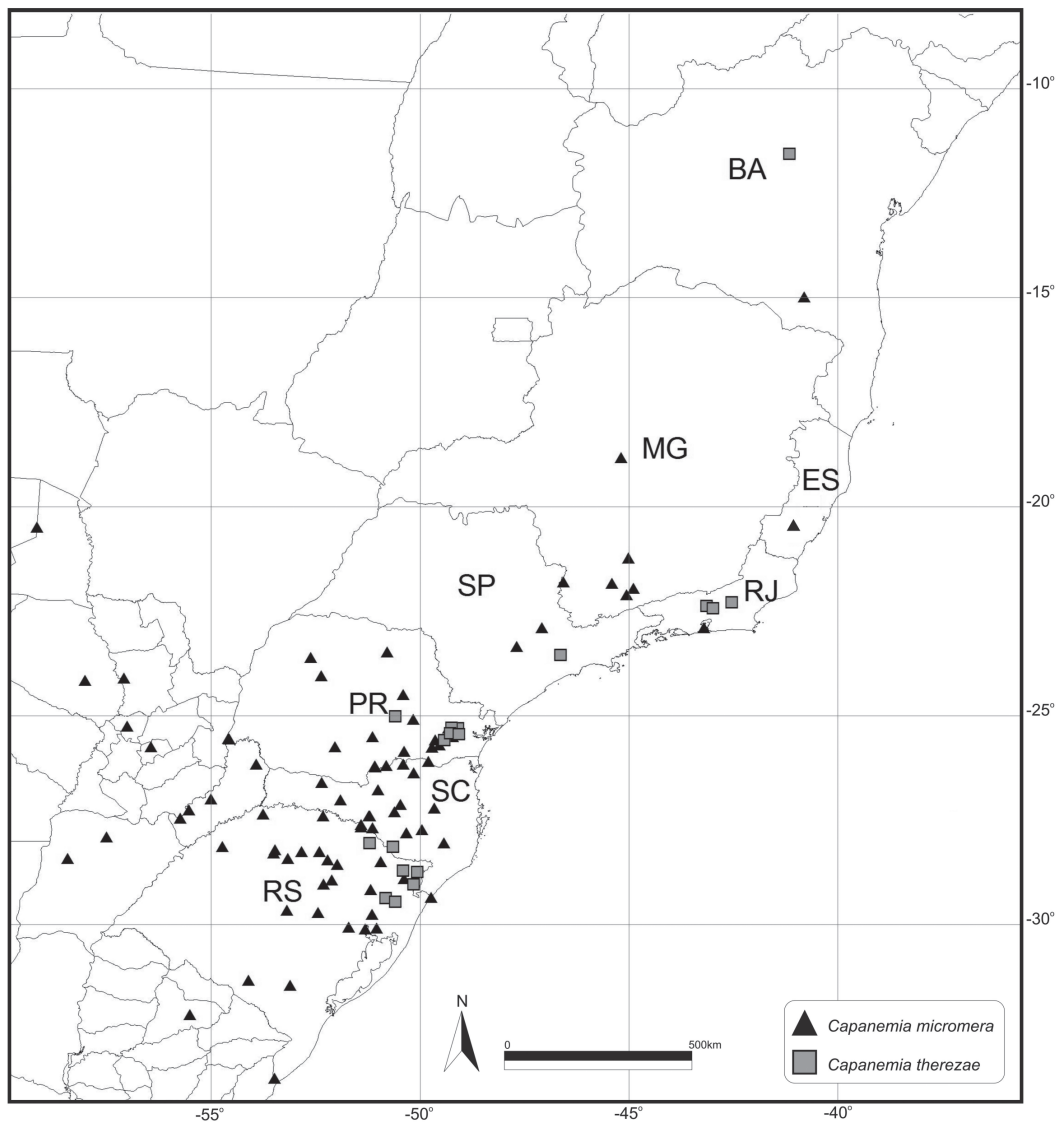 -10°
BA
-15°
MG
ES
-20°
SP
RJ
PR
-25°
SC
RS
-30°
N
0 500km
Capanemia micromera
Capanemia therezae
-55° -50° -45° -40°